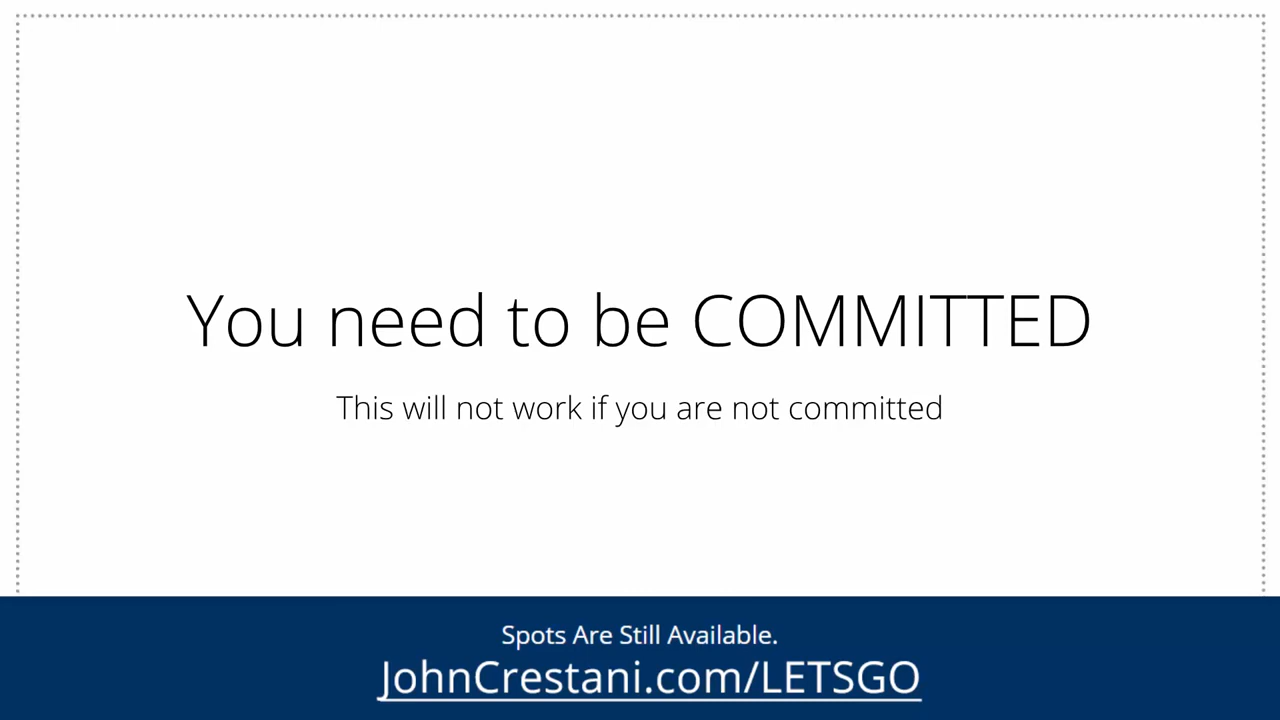 You need to be COMMITTED
This will not work if you are not committed
Spots Are Still Available.
JohnCrestani.com/LETSGO